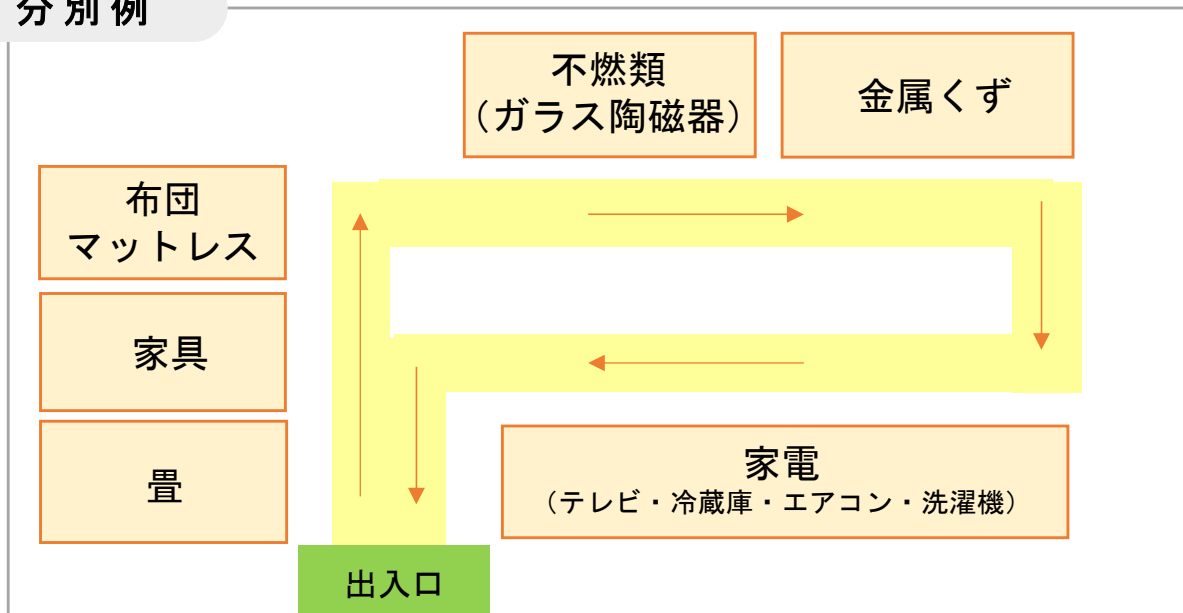 分別例
不燃類
（ガラス陶磁器）
金属くず
布団
マットレス
家具
畳
家電
（テレビ・冷蔵庫・エアコン・洗濯機）
出入口